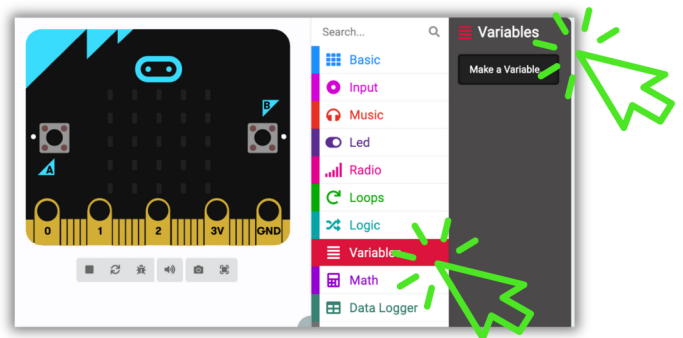 B
A
0 1 2 3V GND
Search...
Basic
Input
Music
Led
Radio
Loops
Logic
Variable
Math
Data Logger
Variables
Make a Variable...